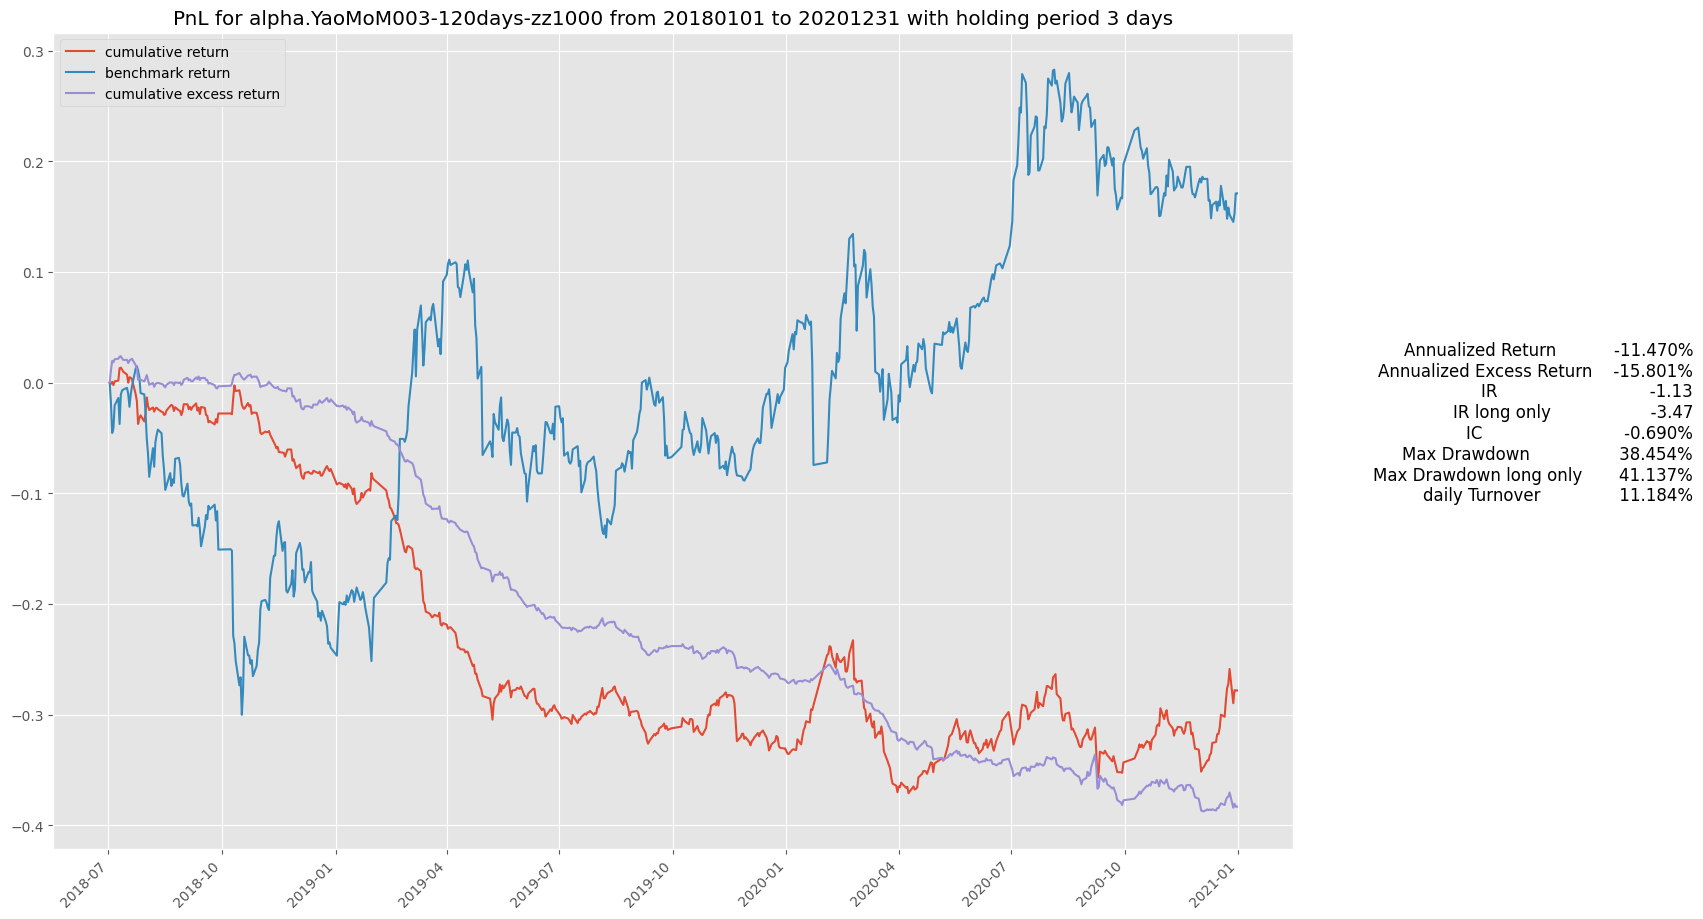 PnL for alpha.YaoMoM003-120days-zz1000 from 20180101 to 20201231 with holding period 3 days
cumulative return
benchmark return
cumulative excess return
0.3
0.2
0.1
0.0
−0.1
−0.2
−0.3
−0.4
2018-07
2018-10
2019-01
2019-04
2019-07
2019-10
2020-01
2020-04
2020-07
2020-10
2021-01
Annualized Return -11.470%
Annualized Excess Return -15.801%
IR -1.13
IR long only -3.47
IC -0.690%
Max Drawdown 38.454%
Max Drawdown long only 41.137%
daily Turnover 11.184%